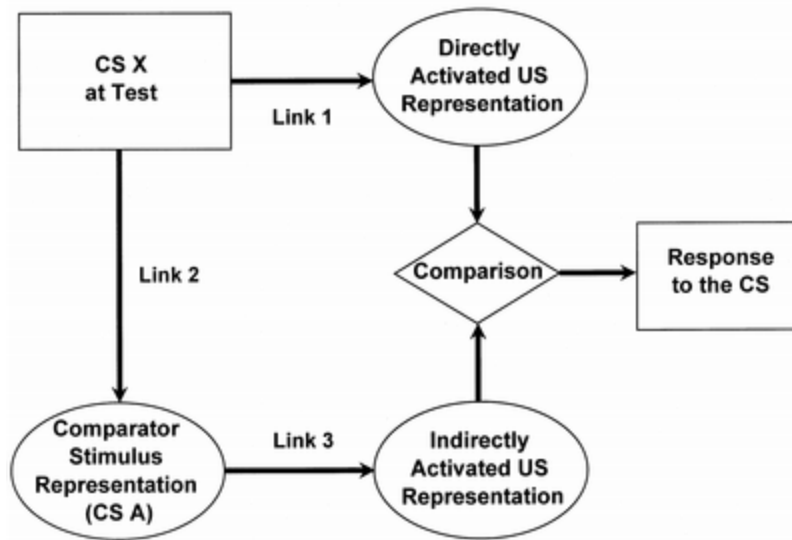 CS X
at Test
Link 1
Directly
Activated US
Representation
Link 2
Comparison
Response
to the CS
Comparator
Stimulus
Representation
(CS A)
Link 3
Indirectly
Activated US
Representation